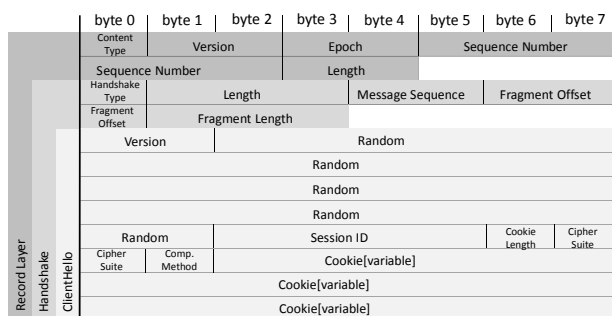 byte 0 byte 1 byte 2 byte 3 byte 4 byte 5 byte 6 byte 7
Content Type Version Epoch Sequence Number
Sequence Number Length
Handshake Type Length Message Sequence Fragment Offset
Fragment Offset Fragment Length
Version Random
Random
Random
Random
Random Session ID Cookie Length Cipher Suite
Cipher Suite Comp. Method Cookie[variable]
Cookie[variable]
Cookie[variable]
Record Layer
Handshake
ClientHello